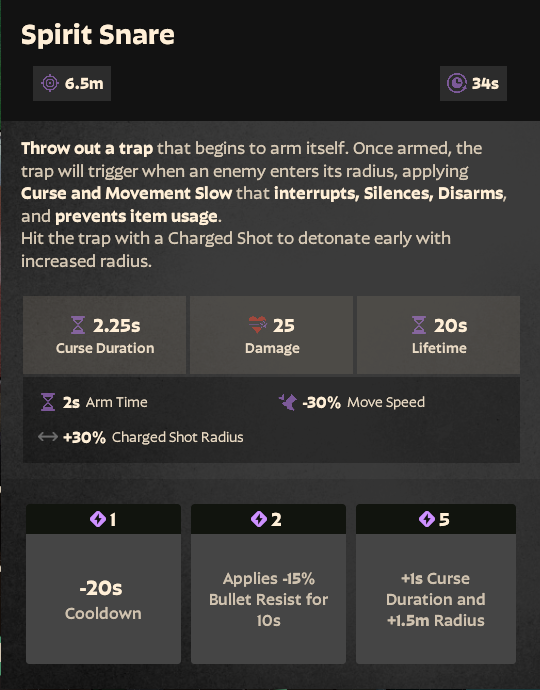 Spirit Snare
6.5m
34s
Throw out a trap that begins to arm itself. Once armed, the
trap will trigger when an enemy enters its radius, applying
Curse and Movement Slow that interrupts, Silences, Disarms,
and prevents item usage.
Hit the trap with a Charged Shot to detonate early with
increased radius.
2.25s
Curse Duration
25
Damage
20s
Lifetime
2s Arm Time
-30% Move Speed
+30% Charged Shot Radius
1
-20s
Cooldown
2
Applies -15%
Bullet Resist for
10s
5
+1s Curse
Duration and
+1.5m Radius